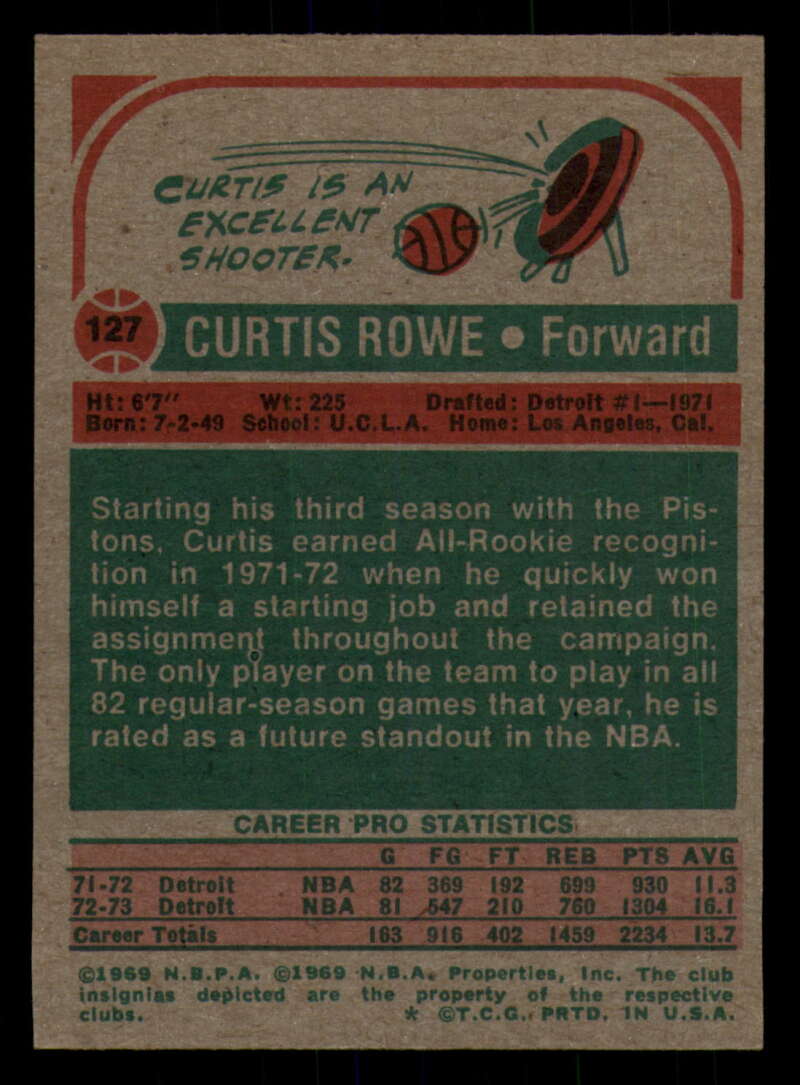 CURTIS IS AN
EXCELLENT
SHOOTER.
127 CURTIS ROWE • Forward
Ht: 6'7" Wt: 225 Drafted: Detroit #1—1971
Born: 7-2-49 School: U.C.L.A. Home: Los Angeles, Cal.
Starting his third season with the Pis-
tons, Curtis earned All-Rookie recogni-
tion in 1971-72 when he quickly won
himself a starting job and retained the
assignment throughout the campaign.
The only player on the team to play in all
82 regular-season games that year, he is
rated as a future standout in the NBA.
CAREER PRO STATISTICS
G FG FT REB PTS AVG
71-72 Detroit NBA 82 369 192 699 930 11.3
72-73 Detroit NBA 81 547 210 760 1304 16.1
Career Totals 163 916 402 1459 2234 13.7
©1969 N.B.P.A. ©1969 N.B.A. Properties, Inc. The club
insignias depicted are the property of the respective
clubs. * ©T.C.G. PRTD. IN U.S.A.